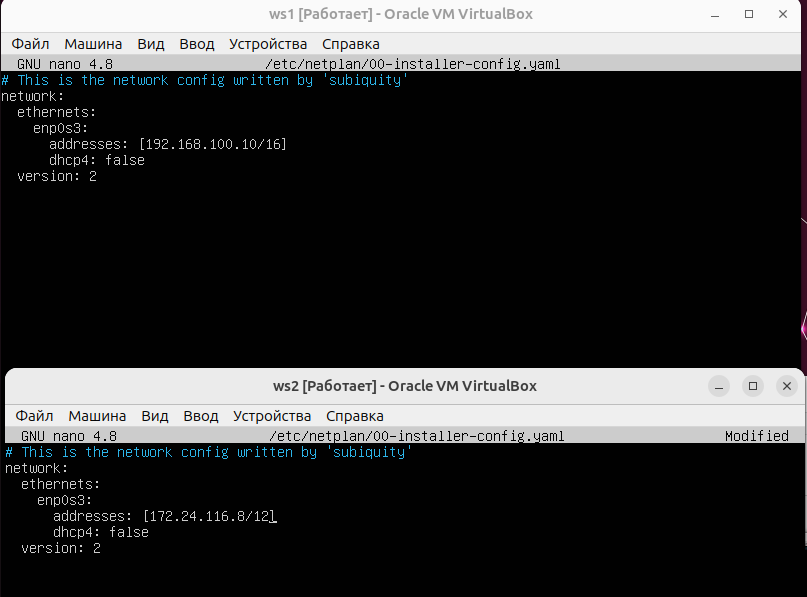 ws1 [Работает] - Oracle VM VirtualBox
Файл Машина Вид Ввод Устройства Справка
GNU nano 4.8 /etc/netplan/00-installer-config.yaml
# This is the network config written by 'subiquity'
network:
  ethernets:
    enp0s3:
      addresses: [192.168.100.10/16]
      dhcp4: false
  version: 2
ws2 [Работает] - Oracle VM VirtualBox
Файл Машина Вид Ввод Устройства Справка
GNU nano 4.8 /etc/netplan/00-installer-config.yaml Modified
# This is the network config written by 'subiquity'
network:
  ethernets:
    enp0s3:
      addresses: [172.24.116.8/12]
      dhcp4: false
  version: 2